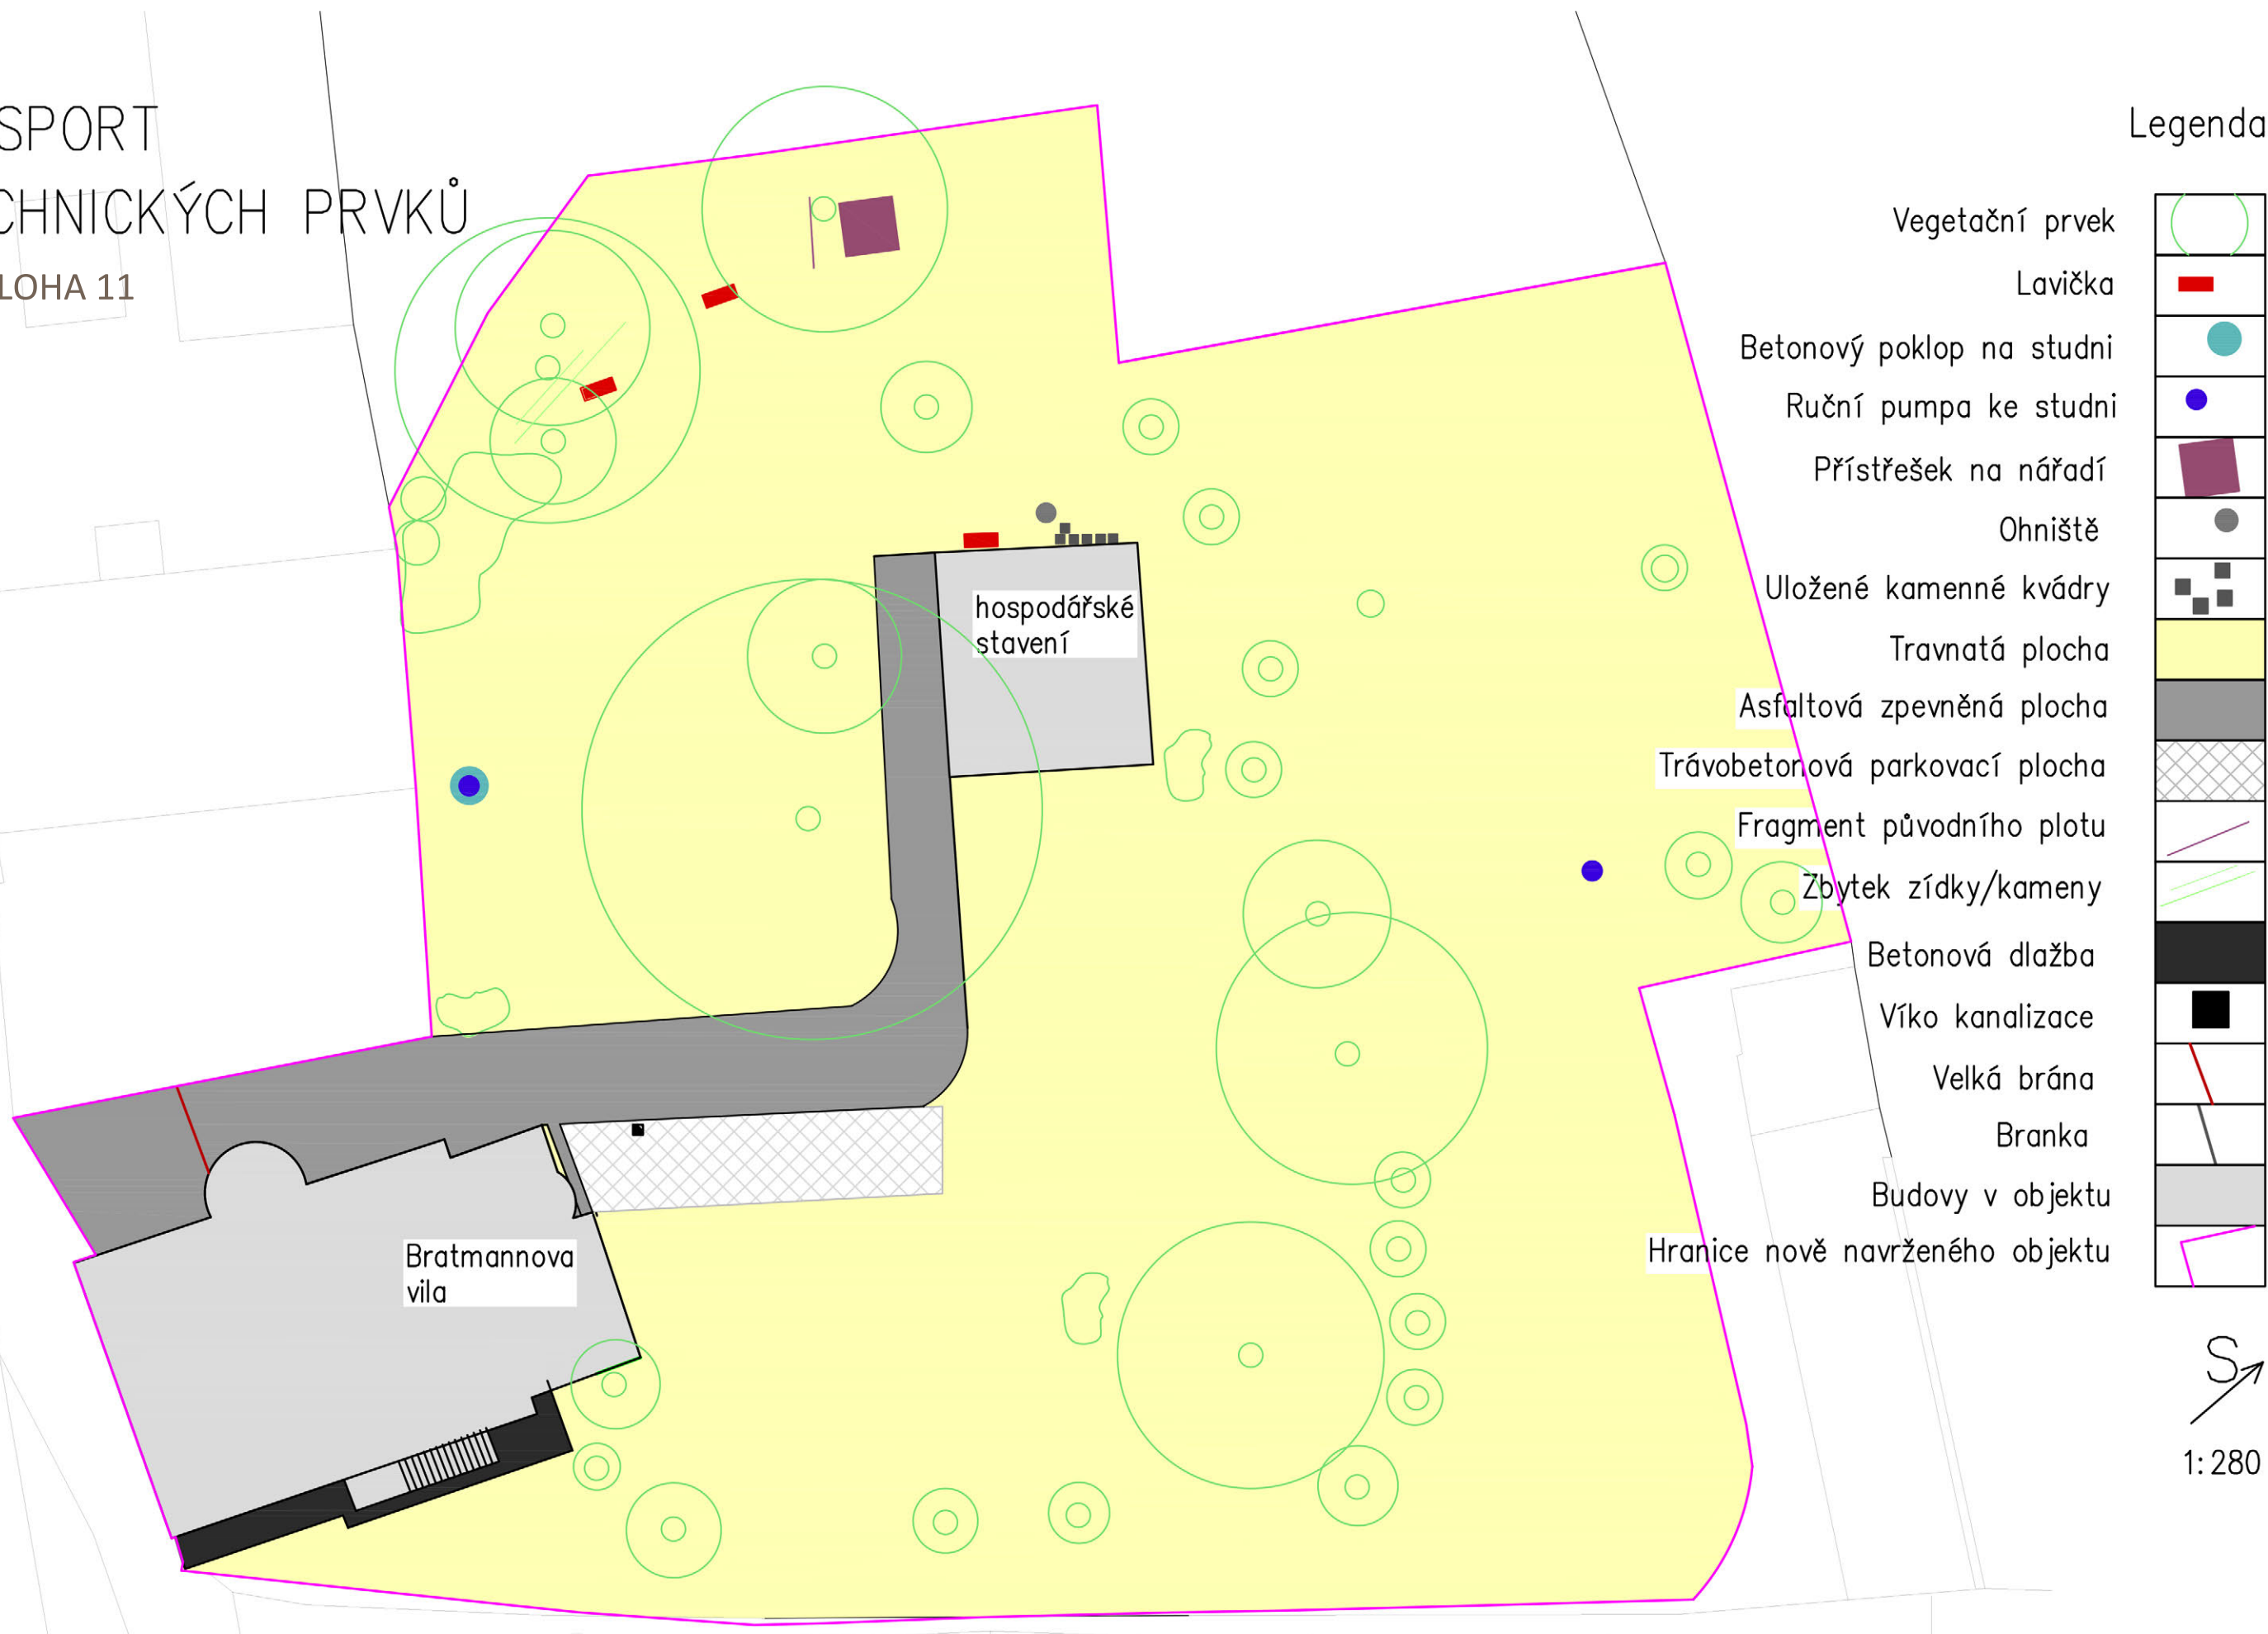 SPORT
CHNICKÝCH PRVKŮ
LOHA 11
hospodářské
stavení
Bratmannova
vila
Legenda
Vegetační prvek
Lavička
Betonový poklop na studni
Ruční pumpa ke studni
Přístřešek na nářadí
Ohniště
Uložené kamenné kvádry
Travnatá plocha
Asfaltová zpevněná plocha
Trávobetonová parkovací plocha
Fragment původního plotu
Zbytek zídky/kameny
Betonová dlažba
Víko kanalizace
Velká brána
Branka
Budovy v objektu
Hranice nově navrženého objektu
S
1:280